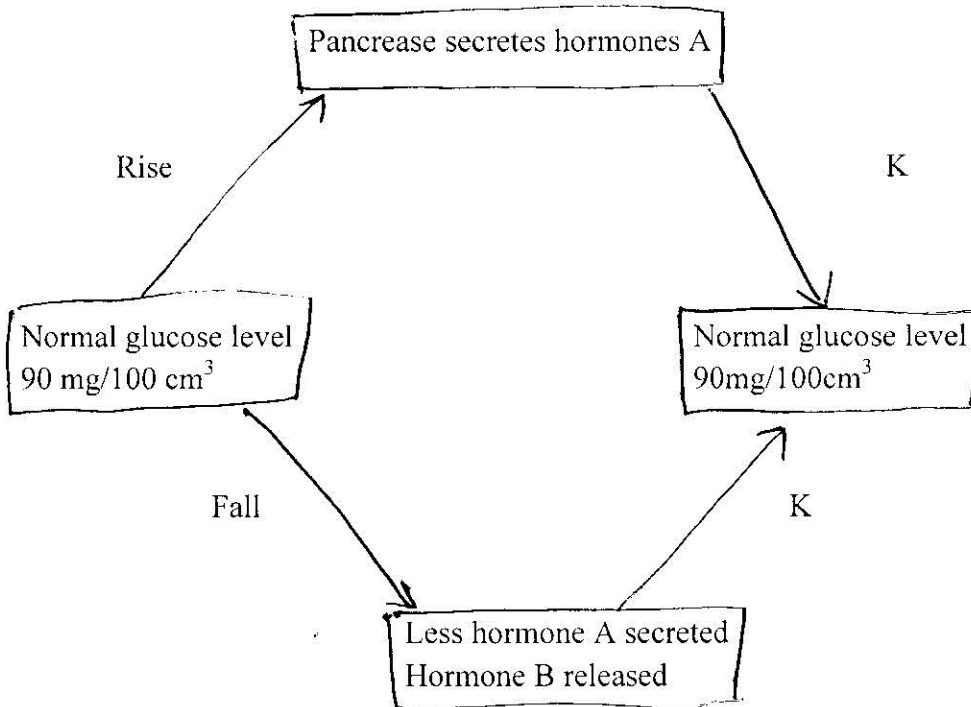 Pancrease secretes hormones A
Rise
K
Normal glucose level
90 mg/100 cm³
Normal glucose level
90mg/100cm³
Fall
K
Less hormone A secreted
Hormone B released